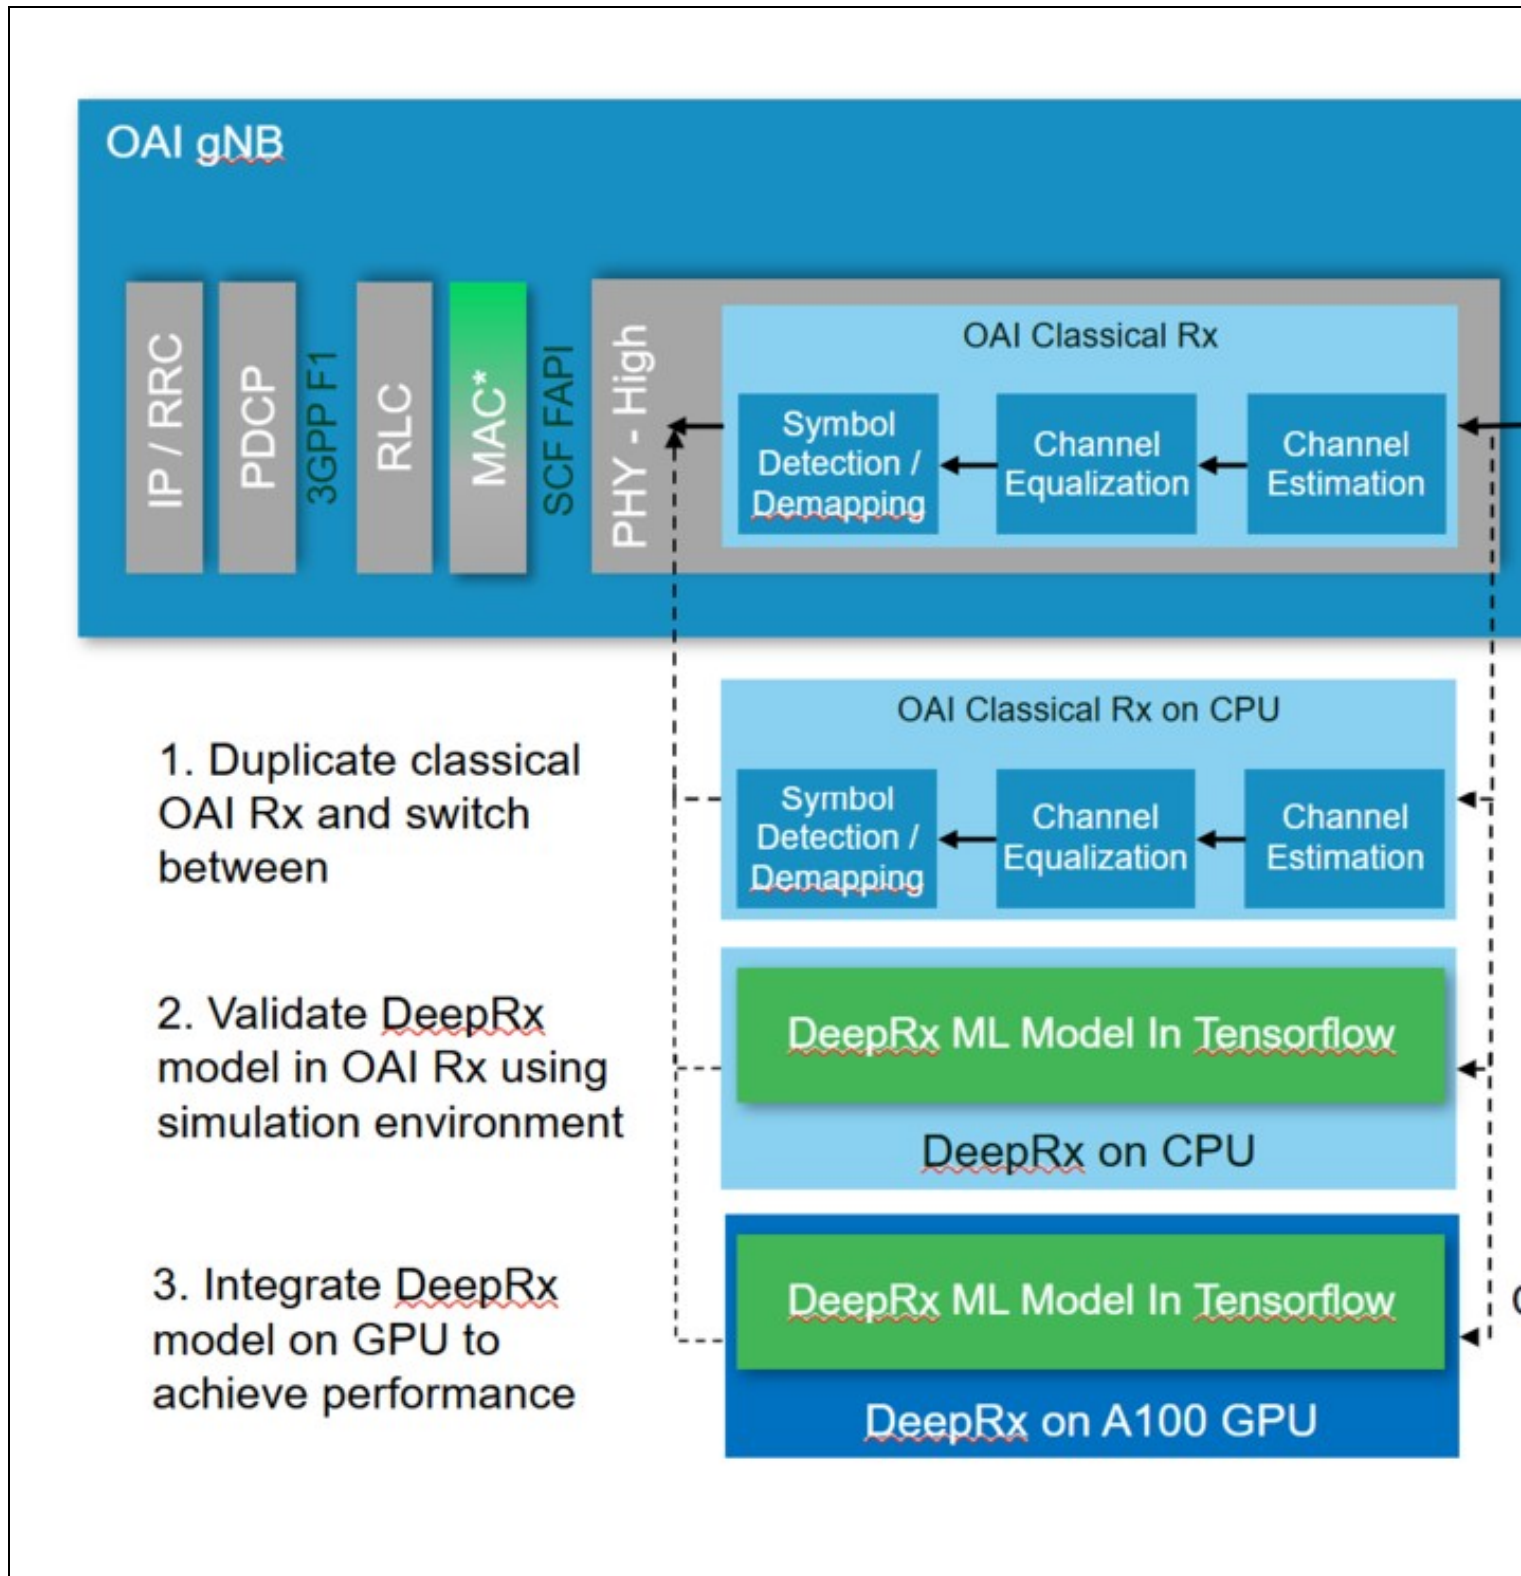 OAI gNB
IP / RRC
PDCP
3GPP F1
RLC
MAC*
SCF FAPI
PHY - High
OAI Classical Rx
Symbol
Detection /
Demapping
Channel
Equalization
Channel
Estimation
1. Duplicate classical
OAI Rx and switch
between
OAI Classical Rx on CPU
Symbol
Detection /
Demapping
Channel
Equalization
Channel
Estimation
2. Validate DeepRx
model in OAI Rx using
simulation environment
DeepRx ML Model In Tensorflow
DeepRx on CPU
3. Integrate DeepRx
model on GPU to
achieve performance
DeepRx ML Model In Tensorflow
DeepRx on A100 GPU